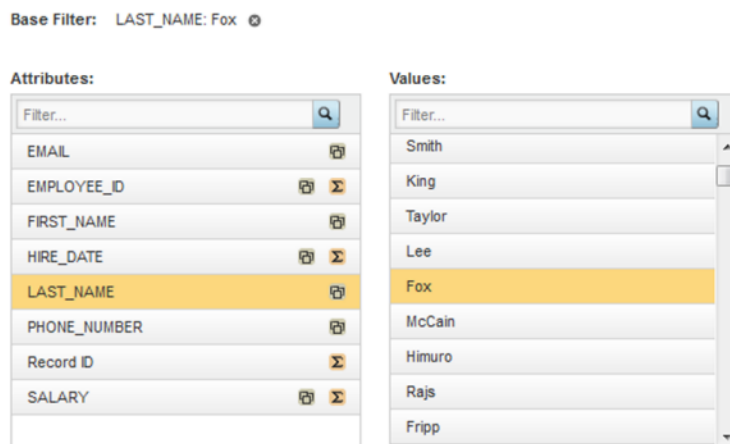 Base Filter: LAST_NAME: Fox
Attributes:
Filter...
EMAIL
EMPLOYEE_ID
FIRST_NAME
HIRE_DATE
LAST_NAME
PHONE_NUMBER
Record ID
SALARY
Values:
Filter...
Smith
King
Taylor
Lee
Fox
McCain
Himuro
Rajs
Fripp